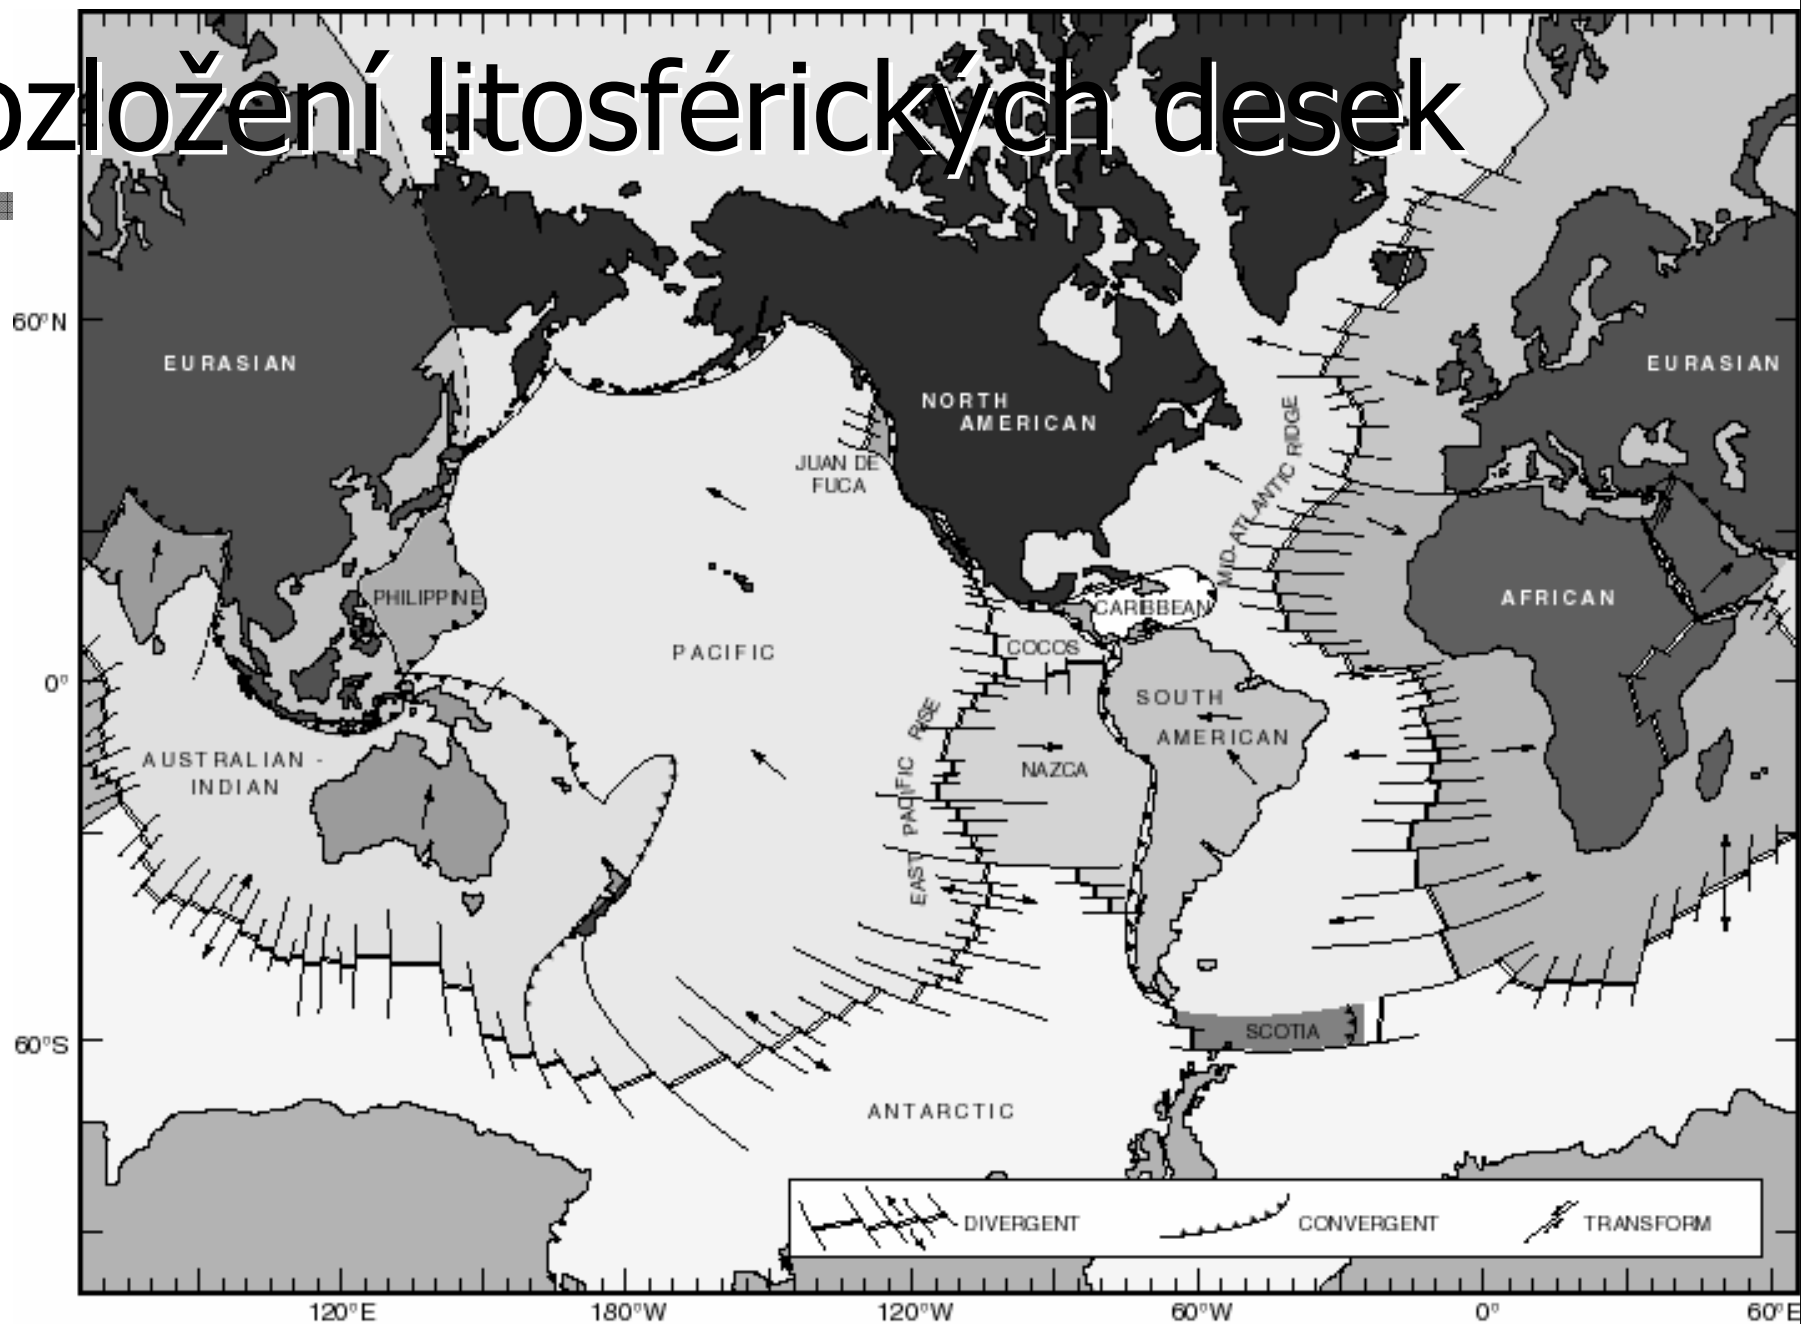 ozložení litosférických desek
60°N
EURASIAN
EURASIAN
NORTH
AMERICAN
MID-ATLANTIC RIDGE
JUAN DE
FUCA
PHILIPPINE
CARIBBEAN
AFRICAN
PACIFIC
COCOS
0°
SOUTH
AMERICAN
EAST PACIFIC RISE
AUSTRALIAN -
INDIAN
NAZCA
60°S
SCOTIA
ANTARCTIC
DIVERGENT
CONVERGENT
TRANSFORM
120°E
180°W
120°W
60°W
0°
60°E